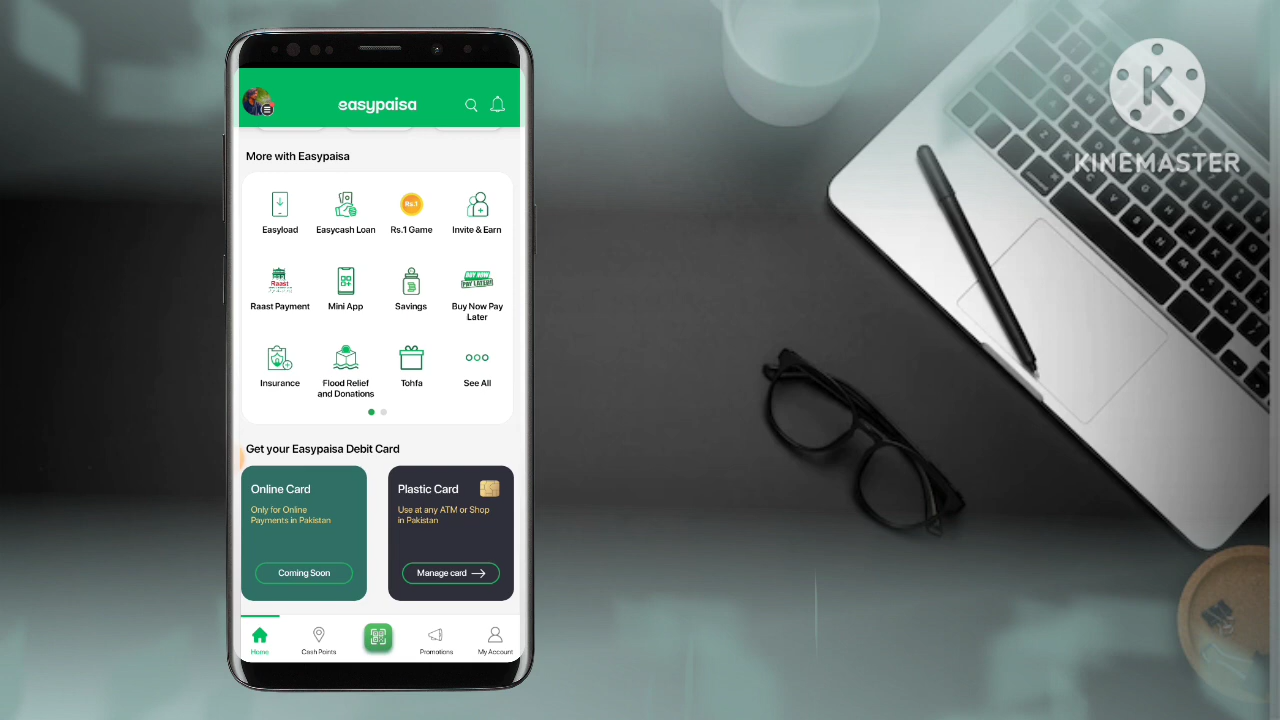 easypaisa
KINEMASTER
More with Easypaisa
Rs.1
Easyload
Easycash Loan
Rs.1 Game
Invite & Earn
Raast
BUY NOW
PAY LATER
Raast Payment
Mini App
Savings
Buy Now Pay
Later
Insurance
Flood Relief
and Donations
Tohfa
See All
Get your Easypaisa Debit Card
Online Card
Only for Online
Payments in Pakistan
Coming Soon
Plastic Card
Use at any ATM or Shop
in Pakistan
Manage card
Home
Cash Points
Promotions
My Account